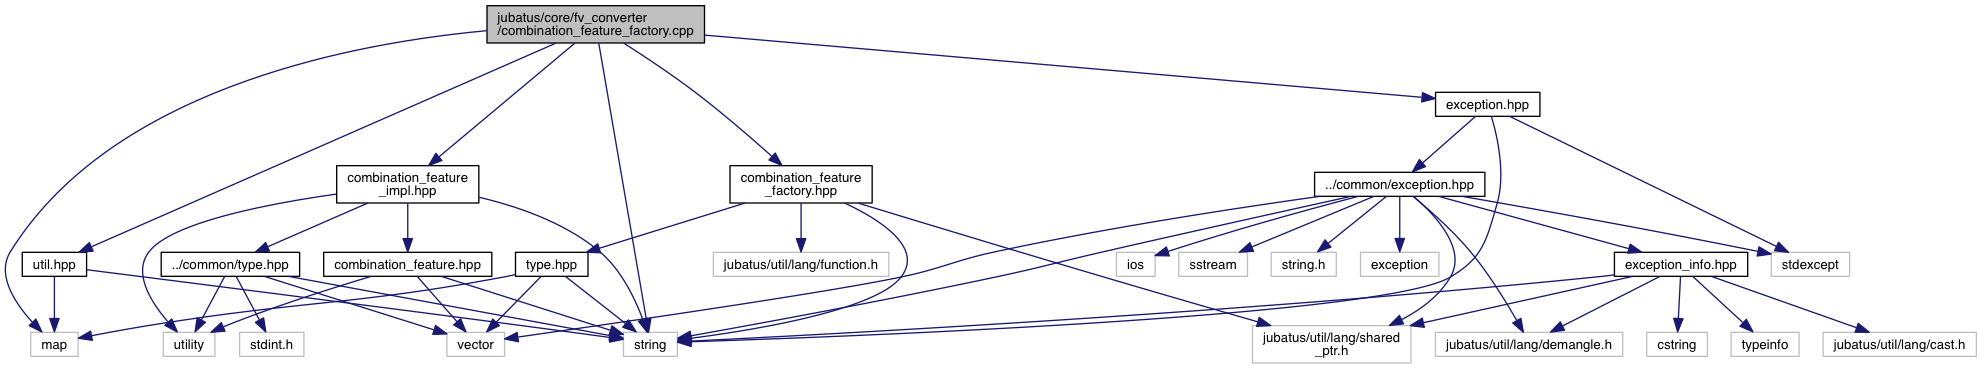 jubatus/core/fv_converter
/combination_feature_factory.cpp
exception.hpp
combination_feature
_impl.hpp
combination_feature
_factory.hpp
../common/exception.hpp
util.hpp
../common/type.hpp
combination_feature.hpp
type.hpp
jubatus/util/lang/function.h
ios
sstream
string.h
exception
exception_info.hpp
stdexcept
map
utility
stdint.h
vector
string
jubatus/util/lang/shared
_ptr.h
jubatus/util/lang/demangle.h
cstring
typeinfo
jubatus/util/lang/cast.h